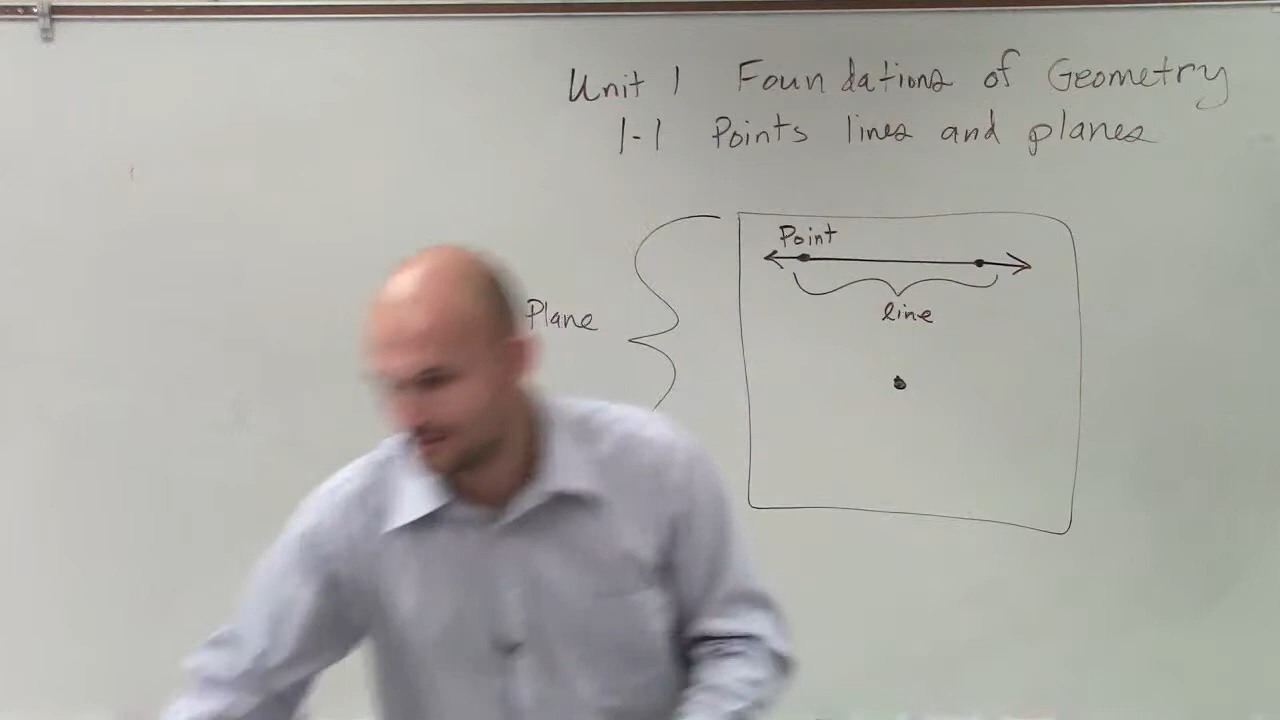 Unit 1 Foundations of Geometry
1-1 Points lines and planes
Point
line
Plane